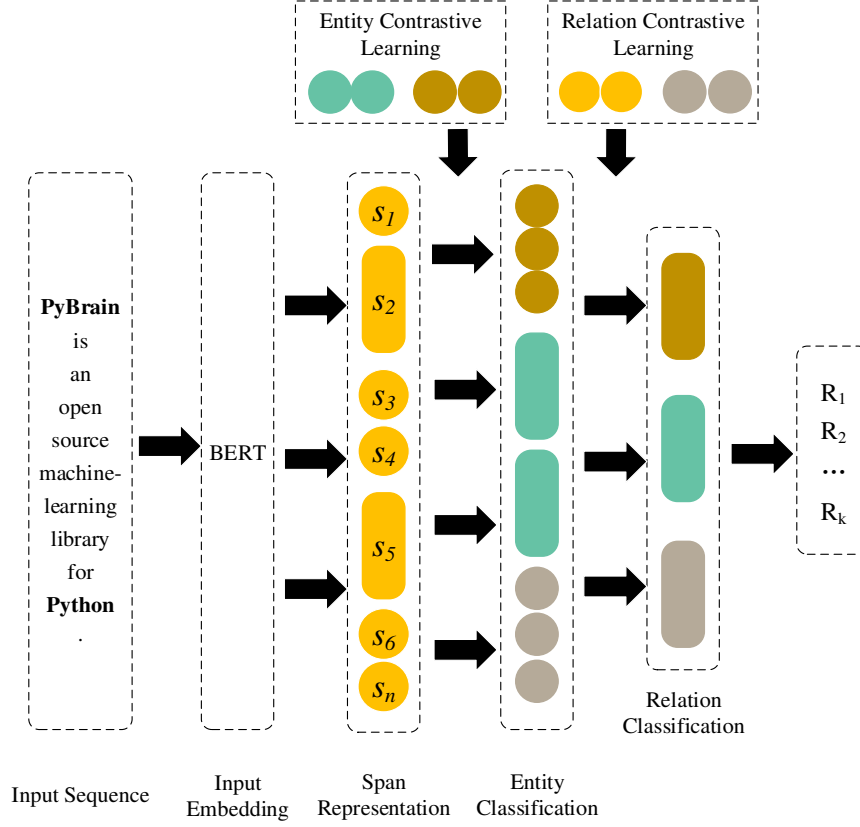 Entity Contrastive
Learning
Relation Contrastive
Learning
PyBrain
is
an
open
source
machine-
learning
library
for
Python
.
BERT
s1
s2
s3
s4
s5
s6
sn
R1
R2
...
Rk
Input Sequence
Input
Embedding
Span
Representation
Entity
Classification
Relation
Classification